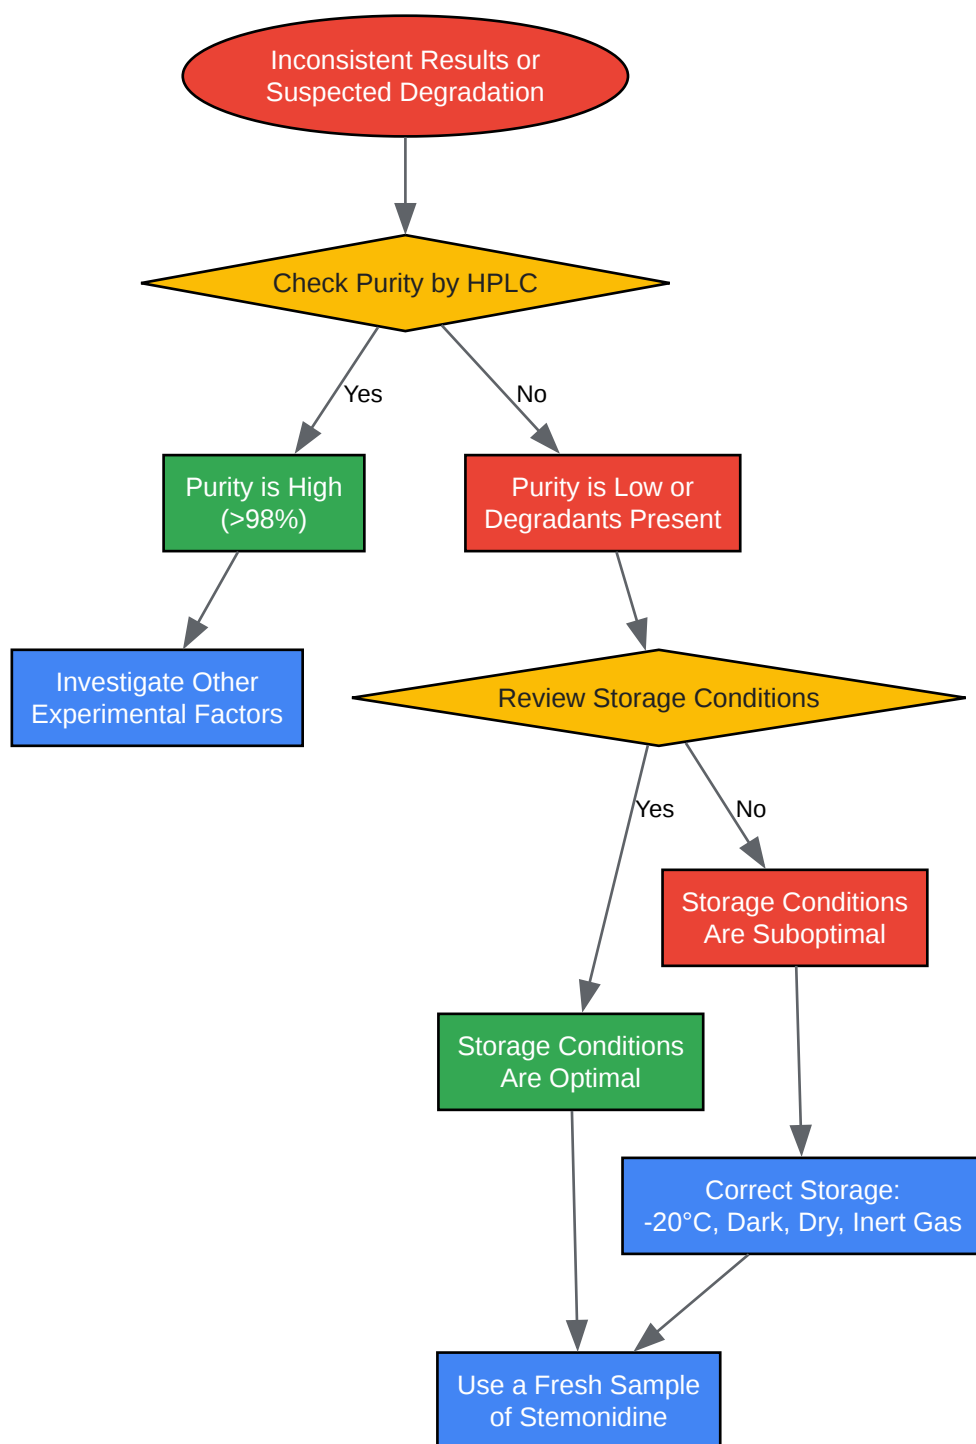 Inconsistent Results or
Suspected Degradation
Check Purity by HPLC
Yes
No
Purity is High
(>98%)
Purity is Low or
Degradants Present
Investigate Other
Experimental Factors
Review Storage Conditions
Yes
No
Storage Conditions
Are Suboptimal
Storage Conditions
Are Optimal
Correct Storage:
-20°C, Dark, Dry, Inert Gas
Use a Fresh Sample
of Stemonidine